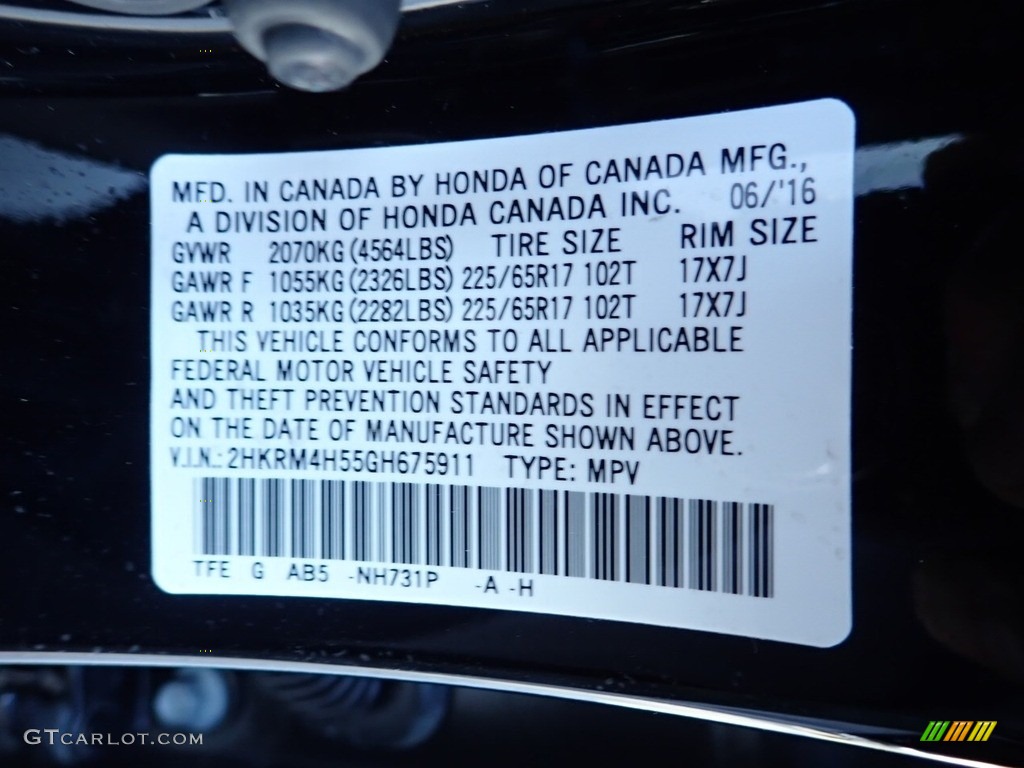 MFD. IN CANADA BY HONDA OF CANADA MFG.,
A DIVISION OF HONDA CANADA INC. 06/'16
GVWR 2070KG(4564LBS) TIRE SIZE RIM SIZE
GAWR F 1055KG(2326LBS) 225/65R17 102T 17X7J
GAWR R 1035KG(2282LBS) 225/65R17 102T 17X7J
THIS VEHICLE CONFORMS TO ALL APPLICABLE
FEDERAL MOTOR VEHICLE SAFETY
AND THEFT PREVENTION STANDARDS IN EFFECT
ON THE DATE OF MANUFACTURE SHOWN ABOVE.
V.I.N.: 2HKRM4H55GH675911 TYPE: MPV
TFE G AB5 -NH731P -A -H
GTCARLOT.COM